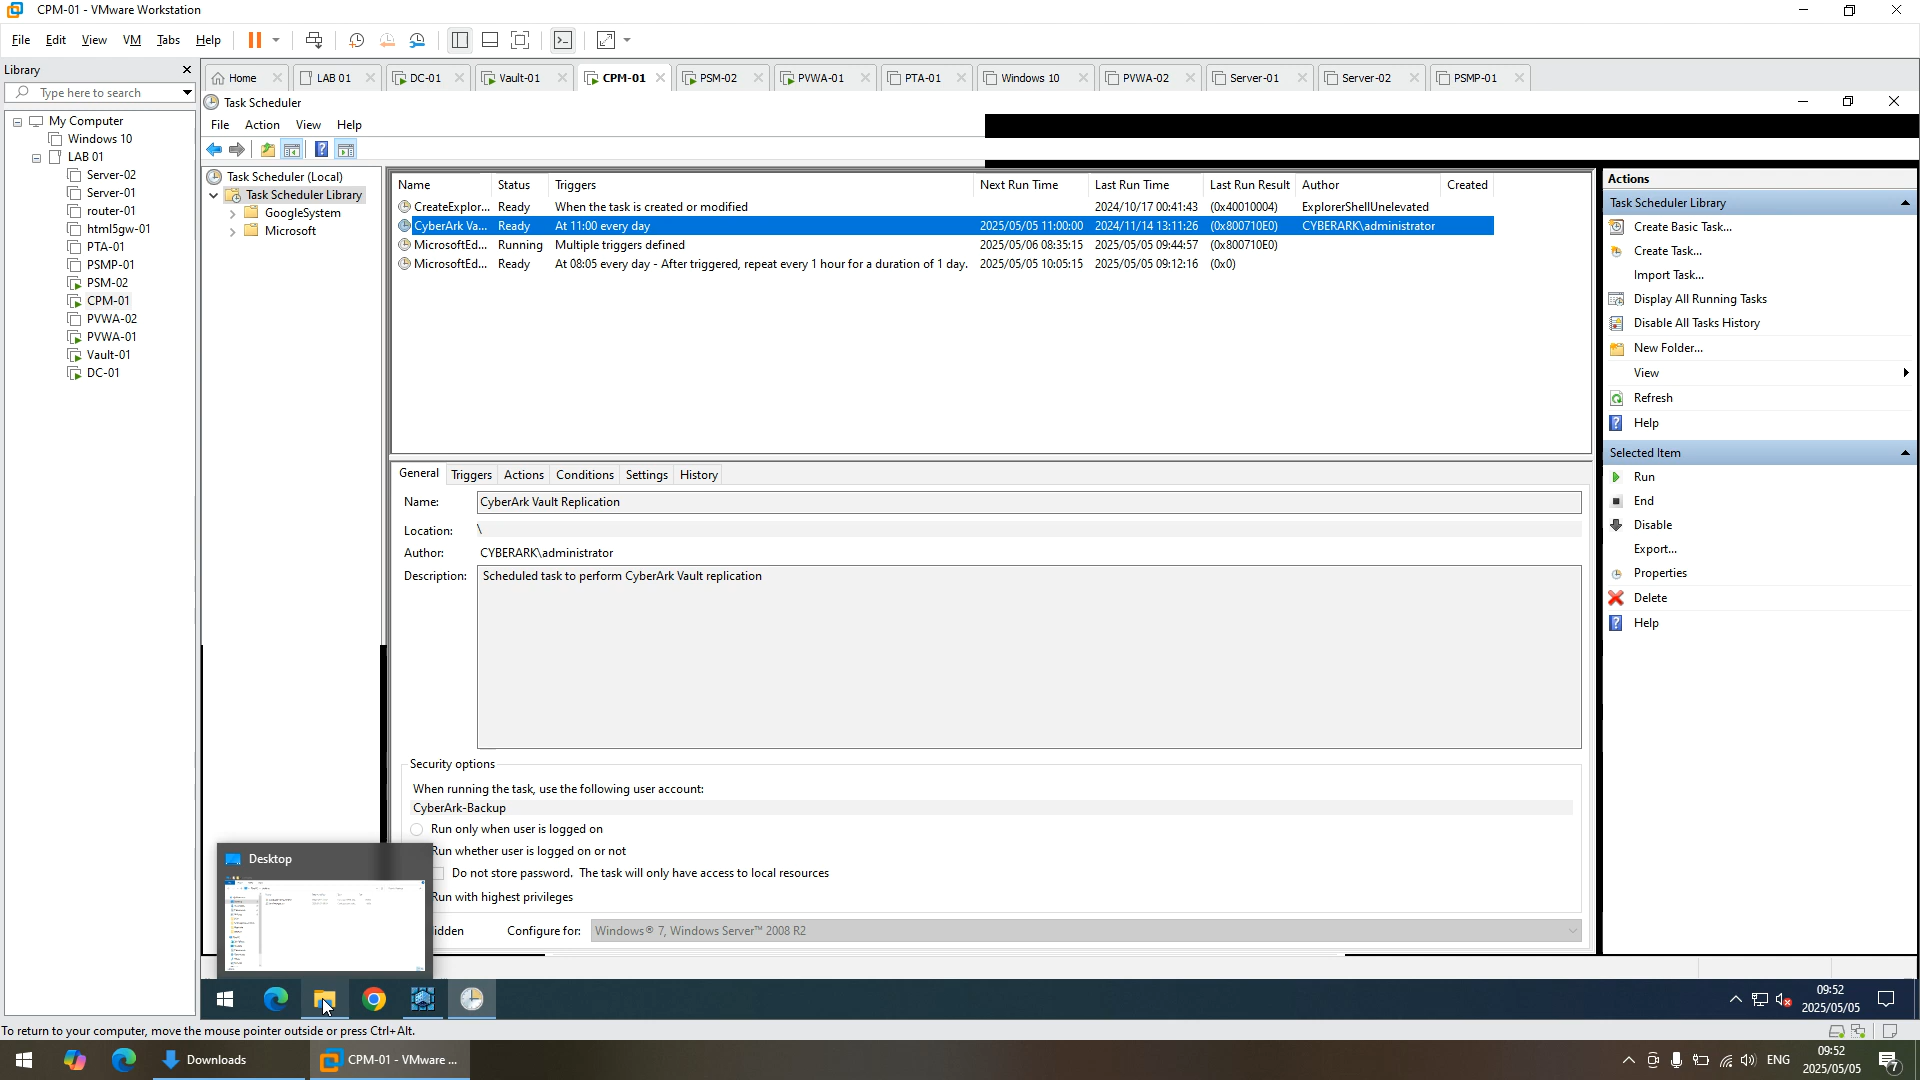 CPM-01 - VMware Workstation
File Edit View VM Tabs Help
Library
Type here to search
My Computer
Windows 10
LAB 01
Server-02
Server-01
router-01
html5gw-01
PTA-01
PSMP-01
PSM-02
CPM-01
PVWA-02
PVWA-01
Vault-01
DC-01
Home LAB 01 DC-01 Vault-01 CPM-01 PSM-02 PVWA-01 PTA-01 Windows 10 PVWA-02 Server-01 Server-02 PSMP-01
Task Scheduler
File Action View Help
Task Scheduler (Local)
Task Scheduler Library
GoogleSystem
Microsoft
Name Status Triggers Next Run Time Last Run Time Last Run Result Author Created
CreateExplor... Ready When the task is created or modified 2024/10/17 00:41:43 (0x40010004) ExplorerShellUnelevated
CyberArk Va... Ready At 11:00 every day 2025/05/05 11:00:00 2024/11/14 13:11:26 (0x800710E0) CYBERARK\administrator
MicrosoftEd... Running Multiple triggers defined 2025/05/06 08:35:15 2025/05/05 09:44:57 (0x800710E0)
MicrosoftEd... Ready At 08:05 every day - After triggered, repeat every 1 hour for a duration of 1 day. 2025/05/05 10:05:15 2025/05/05 09:12:16 (0x0)
General Triggers Actions Conditions Settings History
Name: CyberArk Vault Replication
Location: \
Author: CYBERARK\administrator
Description: Scheduled task to perform CyberArk Vault replication
Security options
When running the task, use the following user account:
CyberArk-Backup
Run only when user is logged on
Run whether user is logged on or not
Do not store password. The task will only have access to local resources
Run with highest privileges
idden Configure for: Windows® 7, Windows Server™ 2008 R2
Desktop
Actions
Task Scheduler Library
Create Basic Task...
Create Task...
Import Task...
Display All Running Tasks
Disable All Tasks History
New Folder...
View
Refresh
Help
Selected Item
Run
End
Disable
Export...
Properties
Delete
Help
09:52
2025/05/05
To return to your computer, move the mouse pointer outside or press Ctrl+Alt.
Downloads
CPM-01 - VMware ...
ENG
09:52
2025/05/05
7